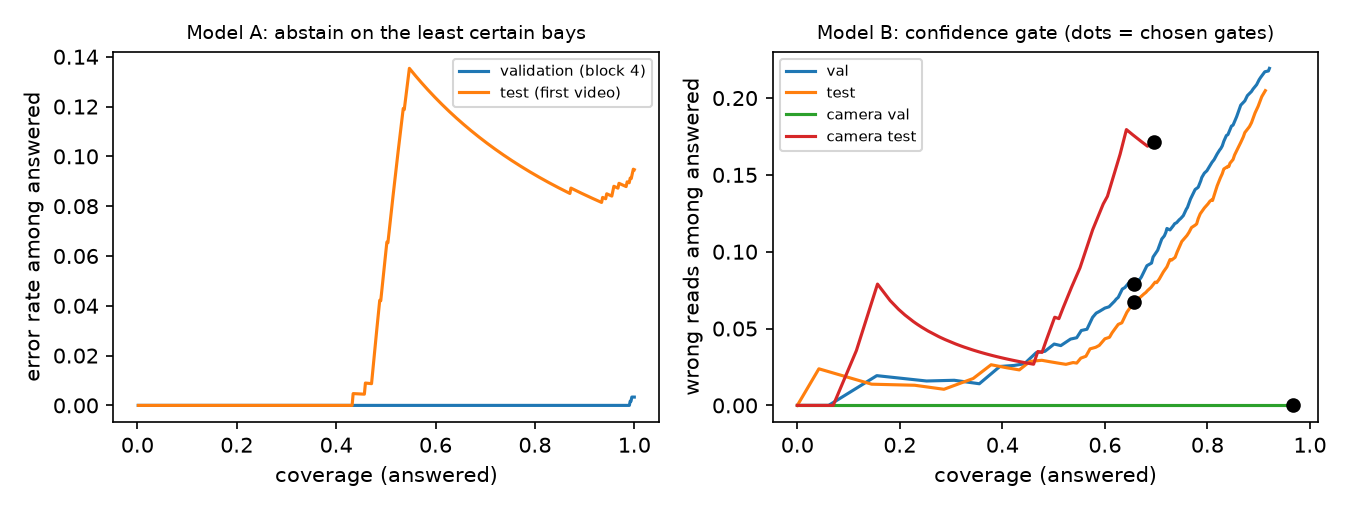 Model A: abstain on the least certain bays
error rate among answered
0.14
0.12
0.10
0.08
0.06
0.04
0.02
0.00
validation (block 4)
test (first video)
0.0 0.2 0.4 0.6 0.8 1.0
coverage (answered)
Model B: confidence gate (dots = chosen gates)
wrong reads among answered
0.20
0.15
0.10
0.05
0.00
val
test
camera val
camera test
0.0 0.2 0.4 0.6 0.8 1.0
coverage (answered)